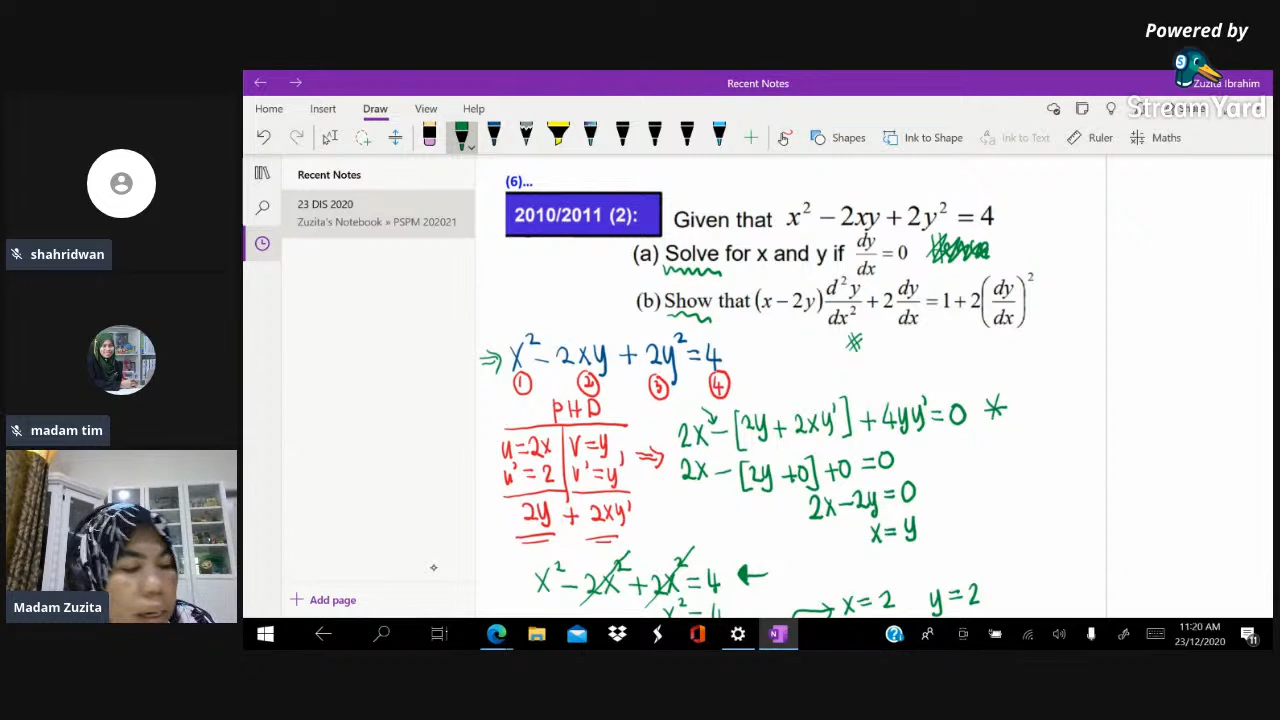 Powered by
StreamYard
Recent Notes
Zuzita Ibrahim
Home Insert Draw View Help
Shapes Ink to Shape Ink to Text Ruler Maths
Recent Notes
23 DIS 2020
Zuzita's Notebook » PSPM 202021
Add page
shahridwan
madam tim
Madam Zuzita
(6)...
2010/2011 (2): Given that x² − 2xy + 2y² = 4
(a) Solve for x and y if dy/dx = 0
(b) Show that (x − 2y) d²y/dx² + 2 dy/dx = 1 + 2(dy/dx)²
⇒ x² − 2xy + 2y² = 4
① ② ③ ④
PHD
u=2x v=y
u'=2 v'=y'
2y + 2xy'
⇒ 2x − [2y + 2xy'] + 4yy' = 0 *
2x − [2y + 0] + 0 = 0
2x − 2y = 0
x = y
x² − 2x² + 2x² = 4 ←
x² = 4
→ x = 2 y = 2
11:20 AM
23/12/2020
11